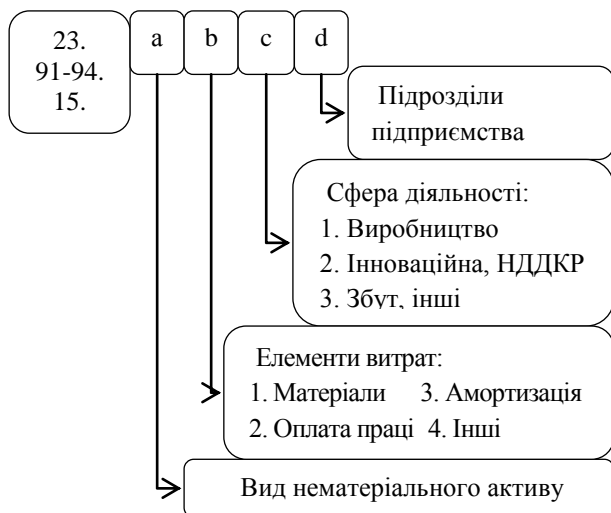 23.
91-94.
15.
a b c d
Підрозділи
підприємства
Сфера діяльності:
1. Виробництво
2. Інноваційна, НДДКР
3. Збут, інші
Елементи витрат:
1. Матеріали 3. Амортизація
2. Оплата праці 4. Інші
Вид нематеріального активу